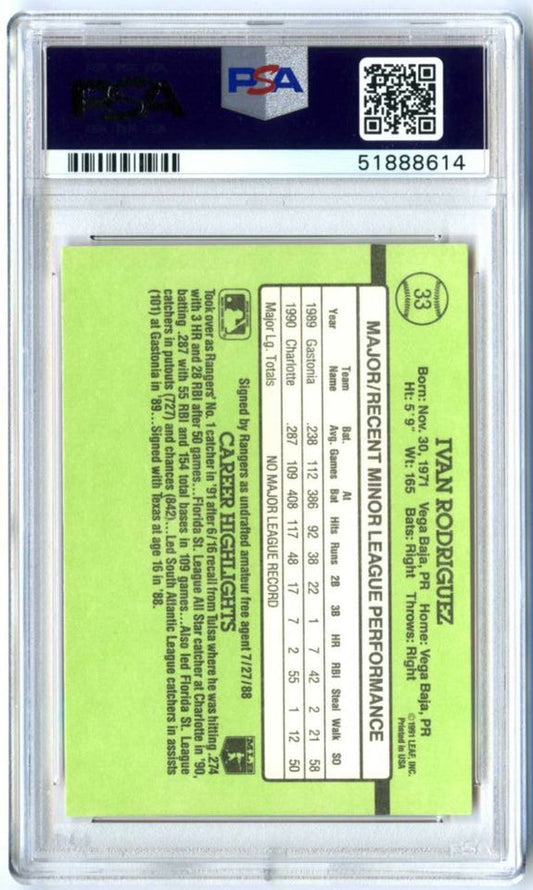 PSA
PSA
51888614
33
IVAN RODRIGUEZ
Born: Nov. 30, 1971 Vega Baja, PR Home: Vega Baja, PR
Ht: 5' 9" Wt: 165 Bats: Right Throws: Right
© 1991 LEAF, INC.
Printed in USA
MAJOR/RECENT MINOR LEAGUE PERFORMANCE
Team Bat. At
Year Name Avg. Games Bat Hits Runs 2B 3B HR RBI Steal Walk SO
1989 Gastonia .238 112 386 92 38 22 1 7 42 2 21 58
1990 Charlotte .287 109 408 117 48 17 7 2 55 1 12 50
Major Lg. Totals NO MAJOR LEAGUE RECORD
Signed by Rangers as undrafted amateur free agent 7/27/88
CAREER HIGHLIGHTS
MLB
Took over as Rangers' No. 1 catcher in '91 after 6/16 recall from Tulsa where he was hitting .274
with 3 HR and 28 RBI after 50 games...Florida St. League All Star catcher at Charlotte in '90,
batting .287 with 55 RBI and 154 total bases in 109 games...Also led Florida St. League
catchers in putouts (727) and chances (842)...Led South Atlantic League catchers in assists
(101) at Gastonia in '89...Signed with Texas at age 16 in '88.